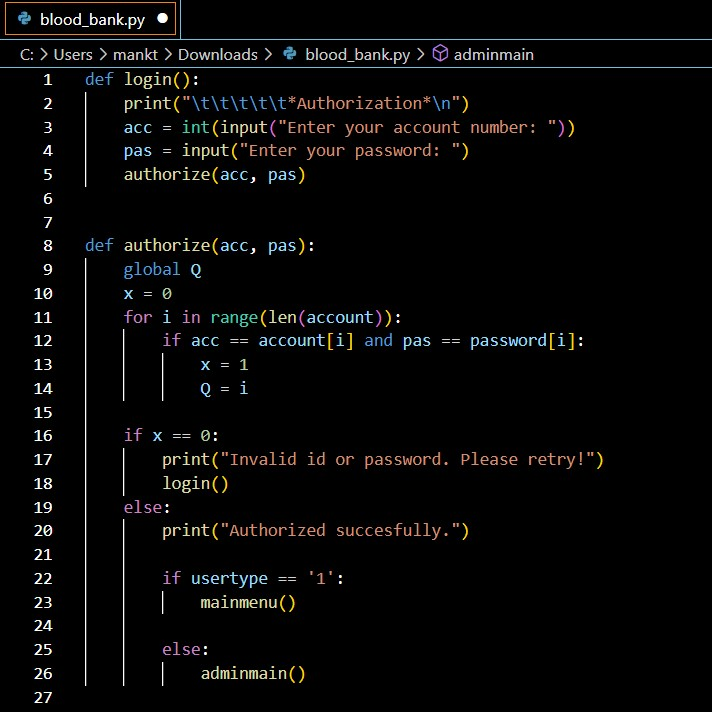 blood_bank.py
C: > Users > mankt > Downloads > blood_bank.py > adminmain
1 def login():
2     print("\t\t\t\t\t*Authorization*\n")
3     acc = int(input("Enter your account number: "))
4     pas = input("Enter your password: ")
5     authorize(acc, pas)
6
7
8 def authorize(acc, pas):
9     global Q
10     x = 0
11     for i in range(len(account)):
12         if acc == account[i] and pas == password[i]:
13             x = 1
14             Q = i
15
16     if x == 0:
17         print("Invalid id or password. Please retry!")
18         login()
19     else:
20         print("Authorized succesfully.")
21
22         if usertype == '1':
23             mainmenu()
24
25         else:
26             adminmain()
27